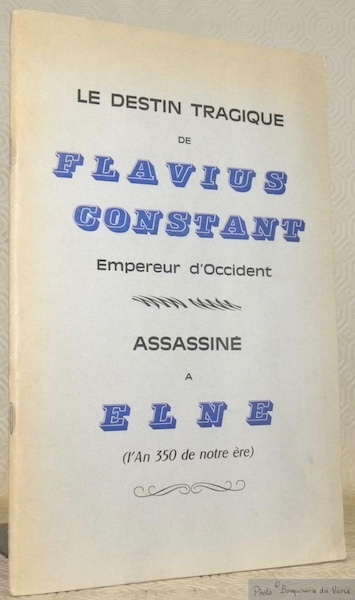 LE DESTIN TRAGIQUE
DE
FLAVIUS
CONSTANT
Empereur d'Occident
ASSASSINÉ
A
ELNE
(l'An 350 de notre ère)
Photo © Bouquinerie du Varis